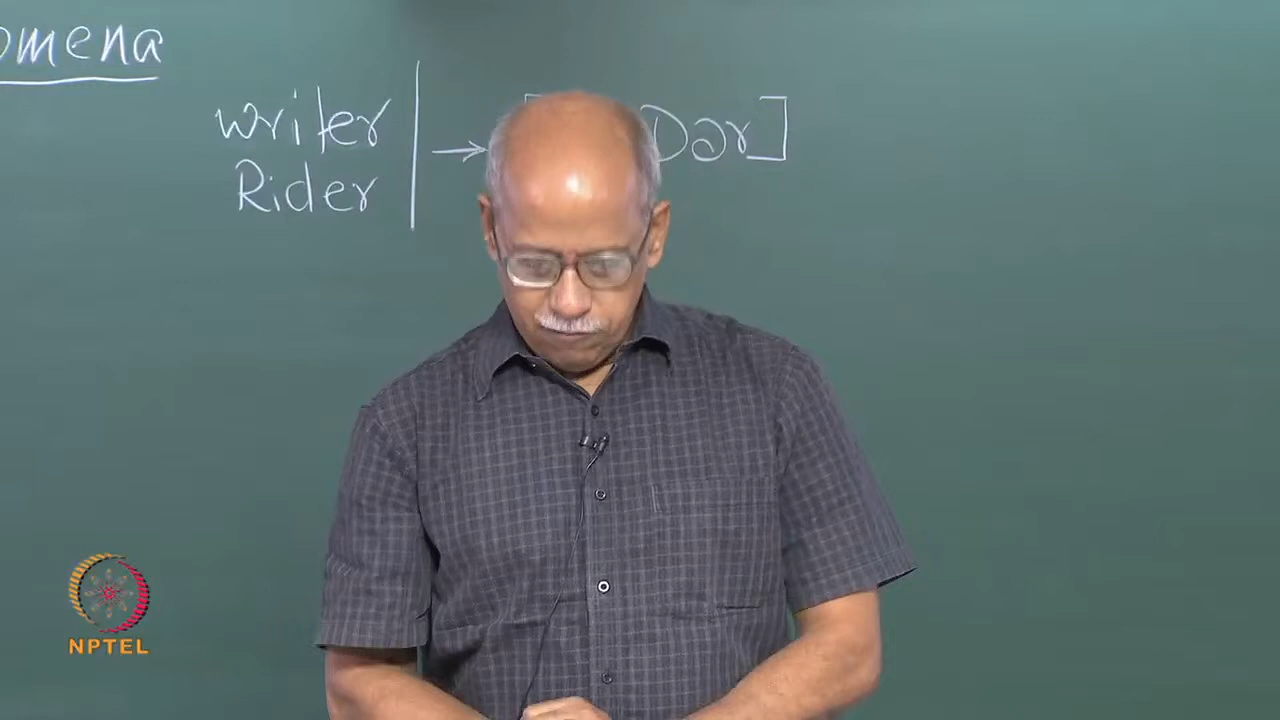 omena
writer
Rider
→ [ Dər]
NPTEL